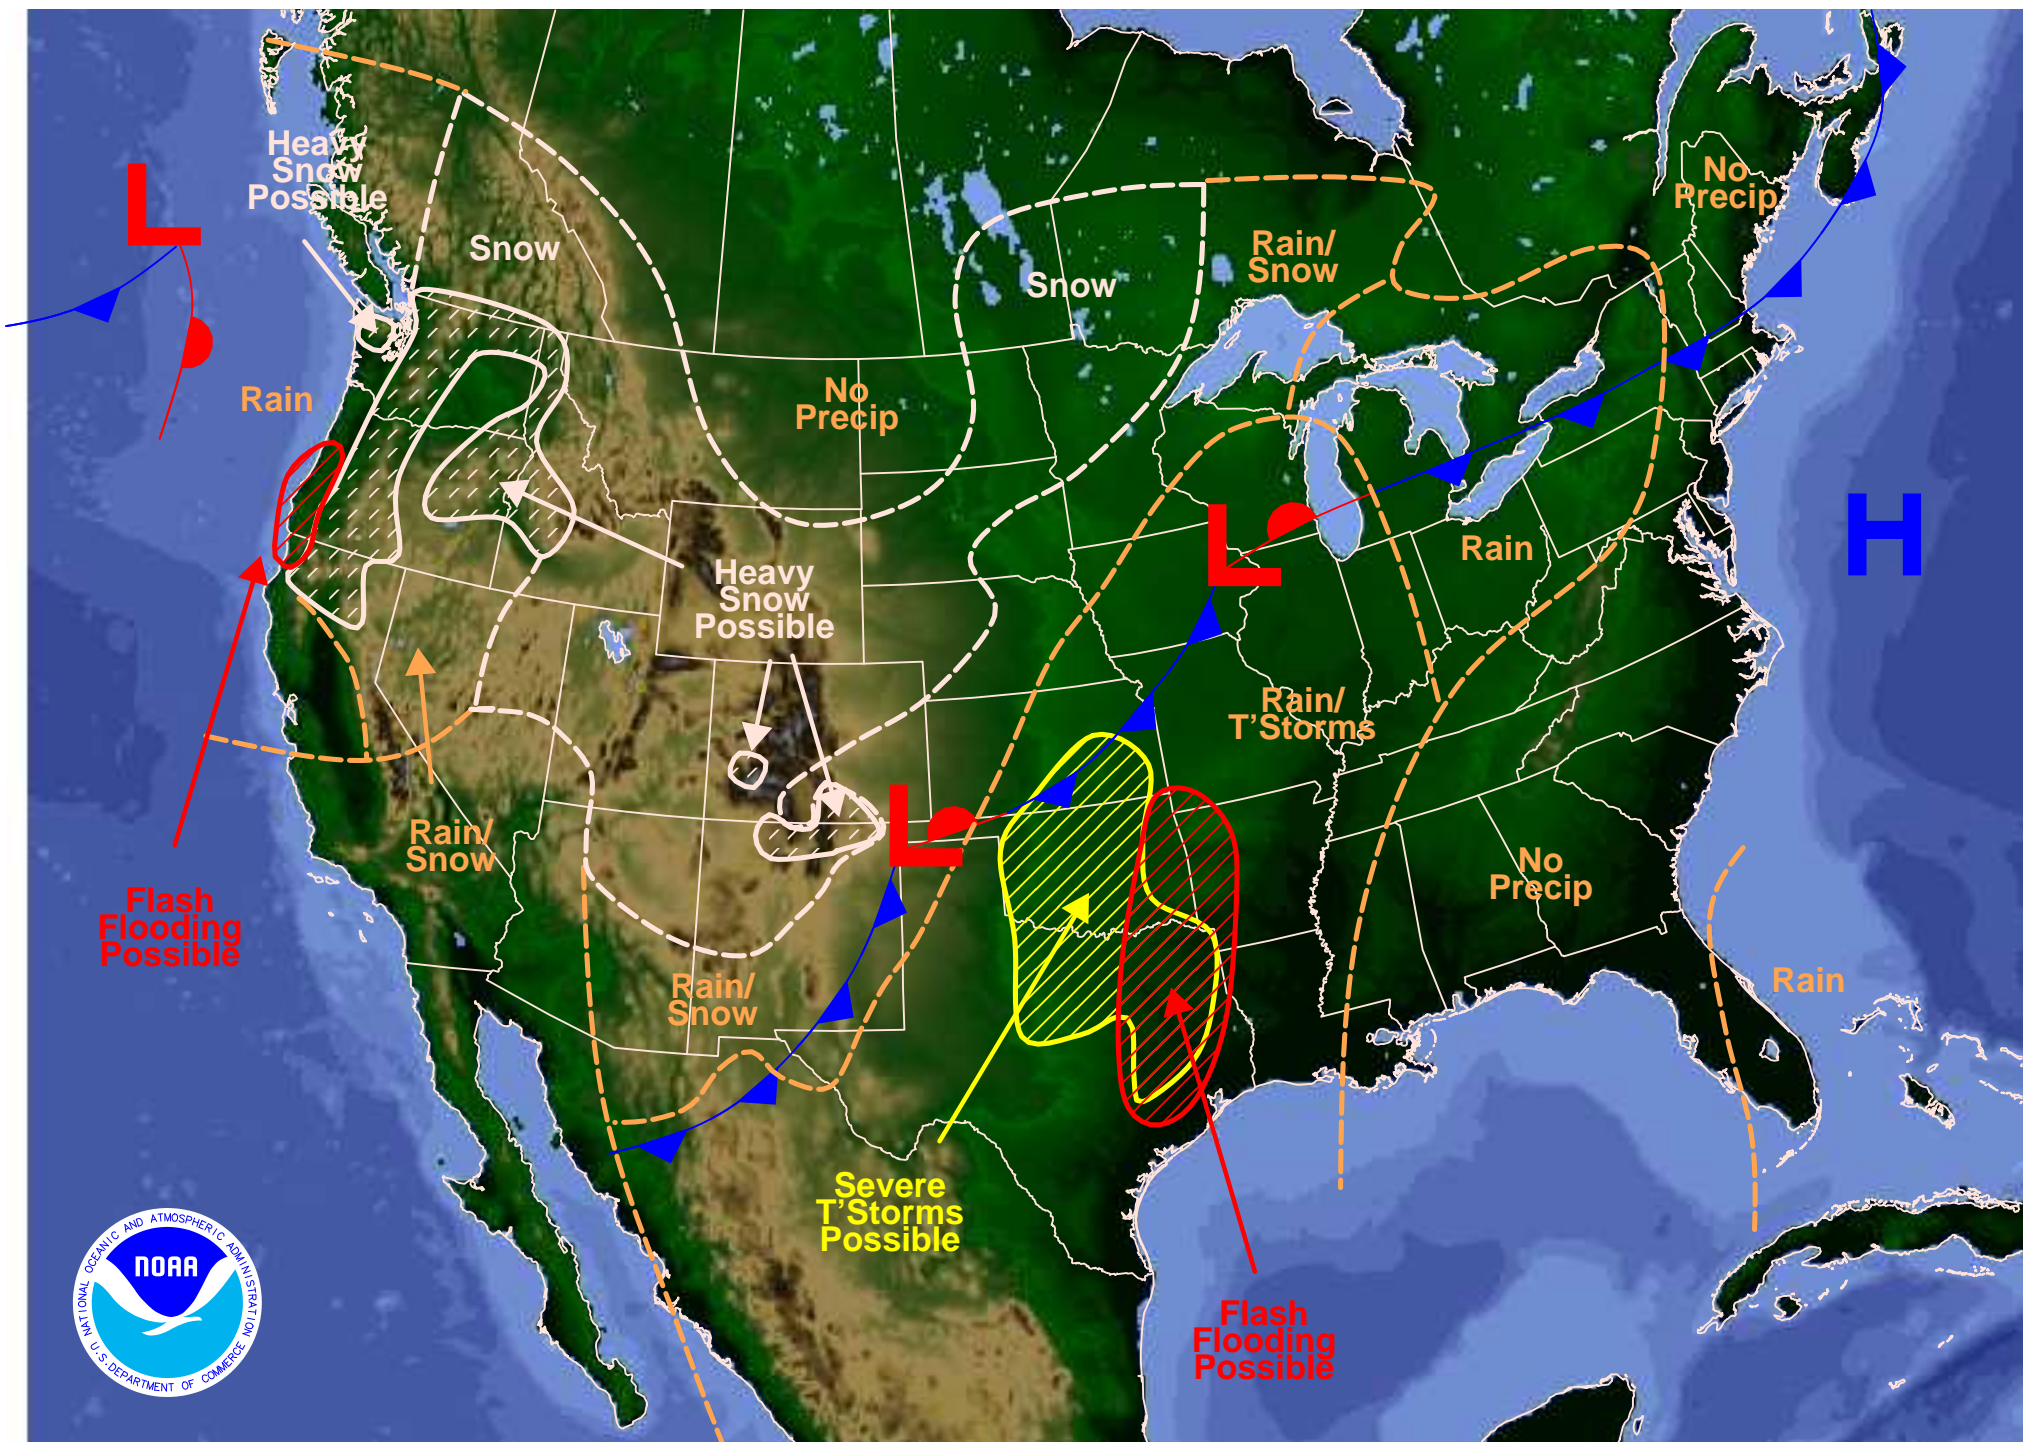 Heavy
Snow
Possible
L
Snow
No
Precip
Rain/
Snow
Snow
Rain
No
Precip
L
H
Rain
Heavy
Snow
Possible
Rain/
T'Storms
L
Rain/
Snow
No
Precip
Flash
Flooding
Possible
Rain/
Snow
Rain
Severe
T'Storms
Possible
Flash
Flooding
Possible
NATIONAL OCEANIC AND ATMOSPHERIC ADMINISTRATION
NOAA
U.S. DEPARTMENT OF COMMERCE